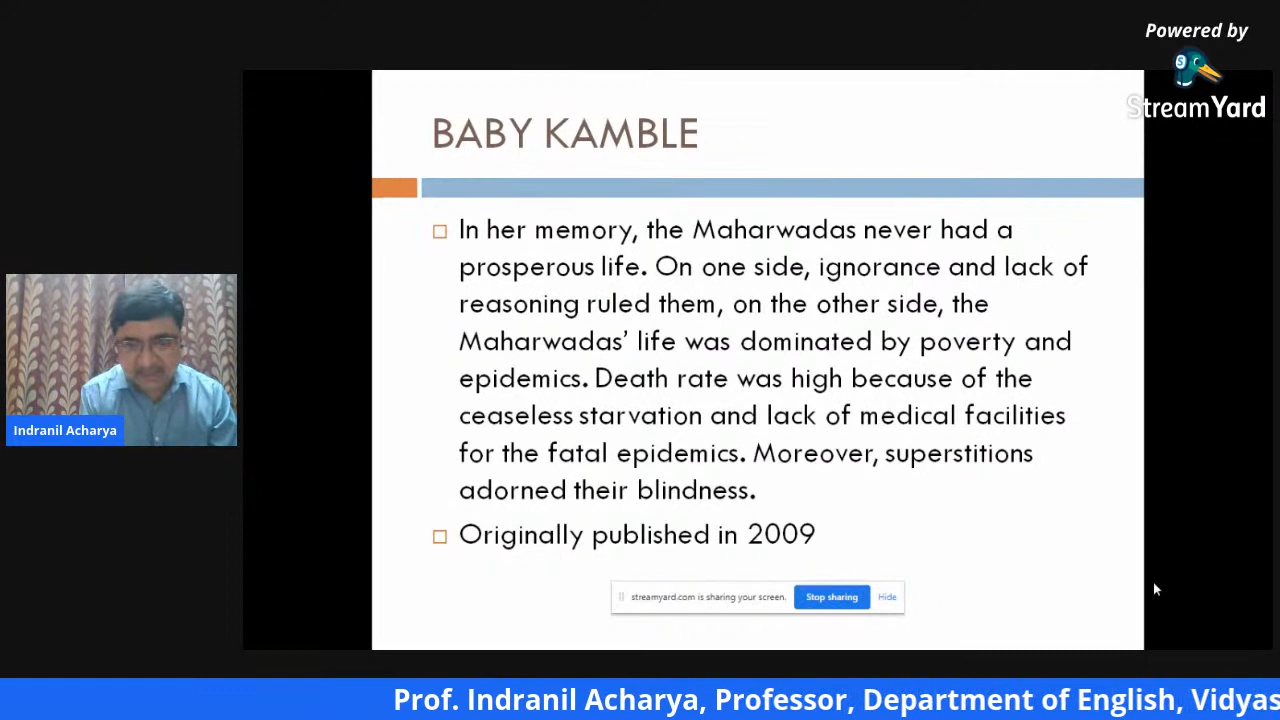 Powered by
StreamYard
BABY KAMBLE
In her memory, the Maharwadas never had a
prosperous life. On one side, ignorance and lack of
reasoning ruled them, on the other side, the
Maharwadas’ life was dominated by poverty and
epidemics. Death rate was high because of the
ceaseless starvation and lack of medical facilities
for the fatal epidemics. Moreover, superstitions
adorned their blindness.
Originally published in 2009
streamyard.com is sharing your screen. Stop sharing Hide
Indranil Acharya
Prof. Indranil Acharya, Professor, Department of English, Vidyas